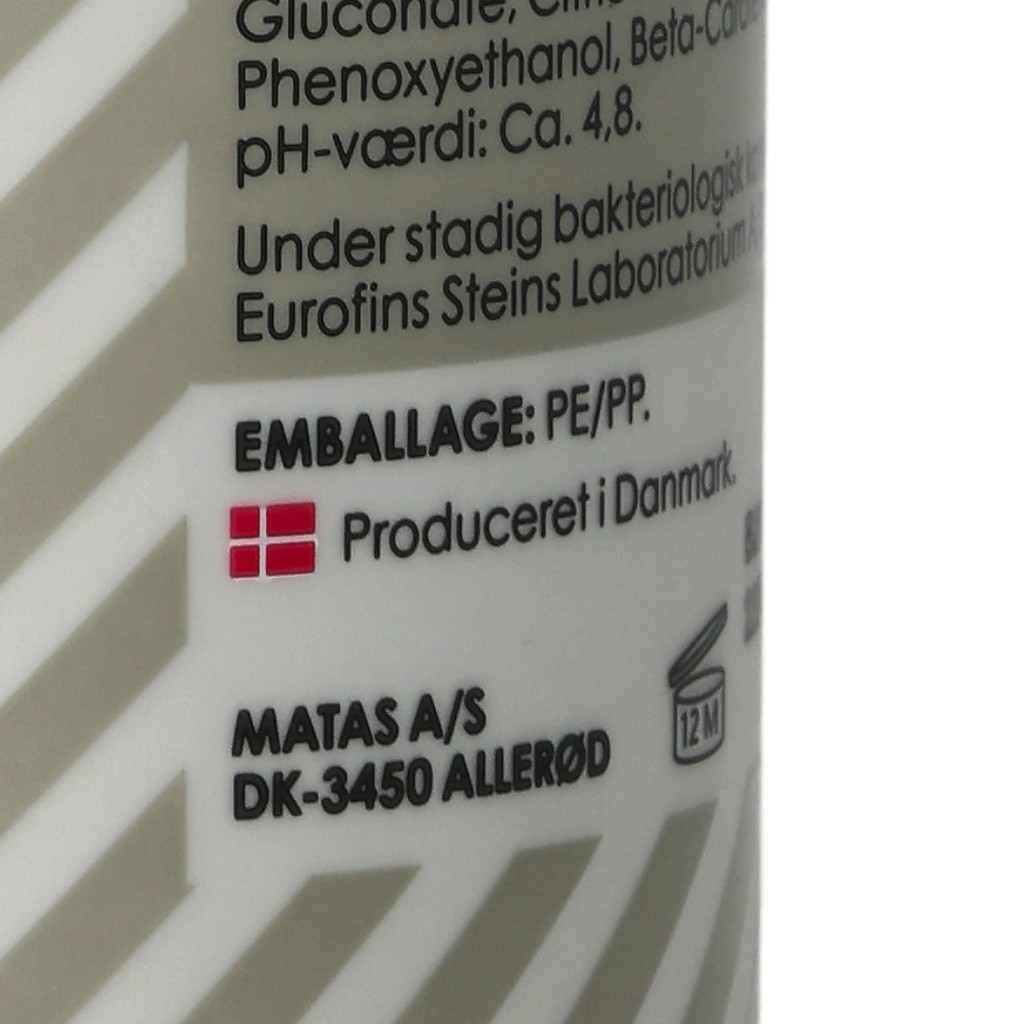 Gluconate,
Phenoxyethanol,
pH-værdi: Ca. 4,8.
Under stadig bakteriologisk
Eurofins Steins Laboratorium
EMBALLAGE: PE/PP.
Produceret i Danmark.
MATAS A/S
DK-3450 ALLERØD
12 M